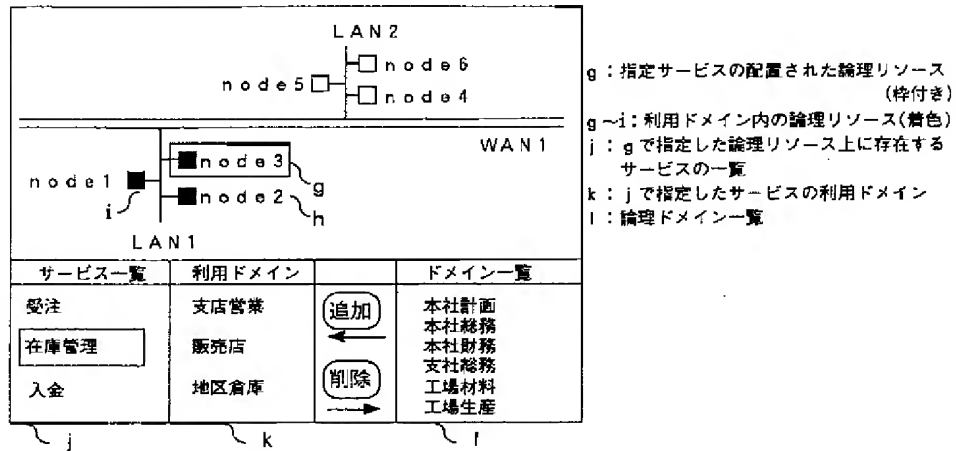 LAN2
node6
node5
node4
WAN1
node3
node1
node2
g
i
h
LAN1
g：指定サービスの配置された論理リソース
(枠付き)
g～i：利用ドメイン内の論理リソース(着色)
j：gで指定した論理リソース上に存在する
サービスの一覧
k：jで指定したサービスの利用ドメイン
l：論理ドメイン一覧
サービス一覧 利用ドメイン ドメイン一覧
受注 支店営業 追加 本社計画
本社総務
在庫管理 販売店 本社財務
支社総務
入金 地区倉庫 削除 工場材料
工場生産
j k l